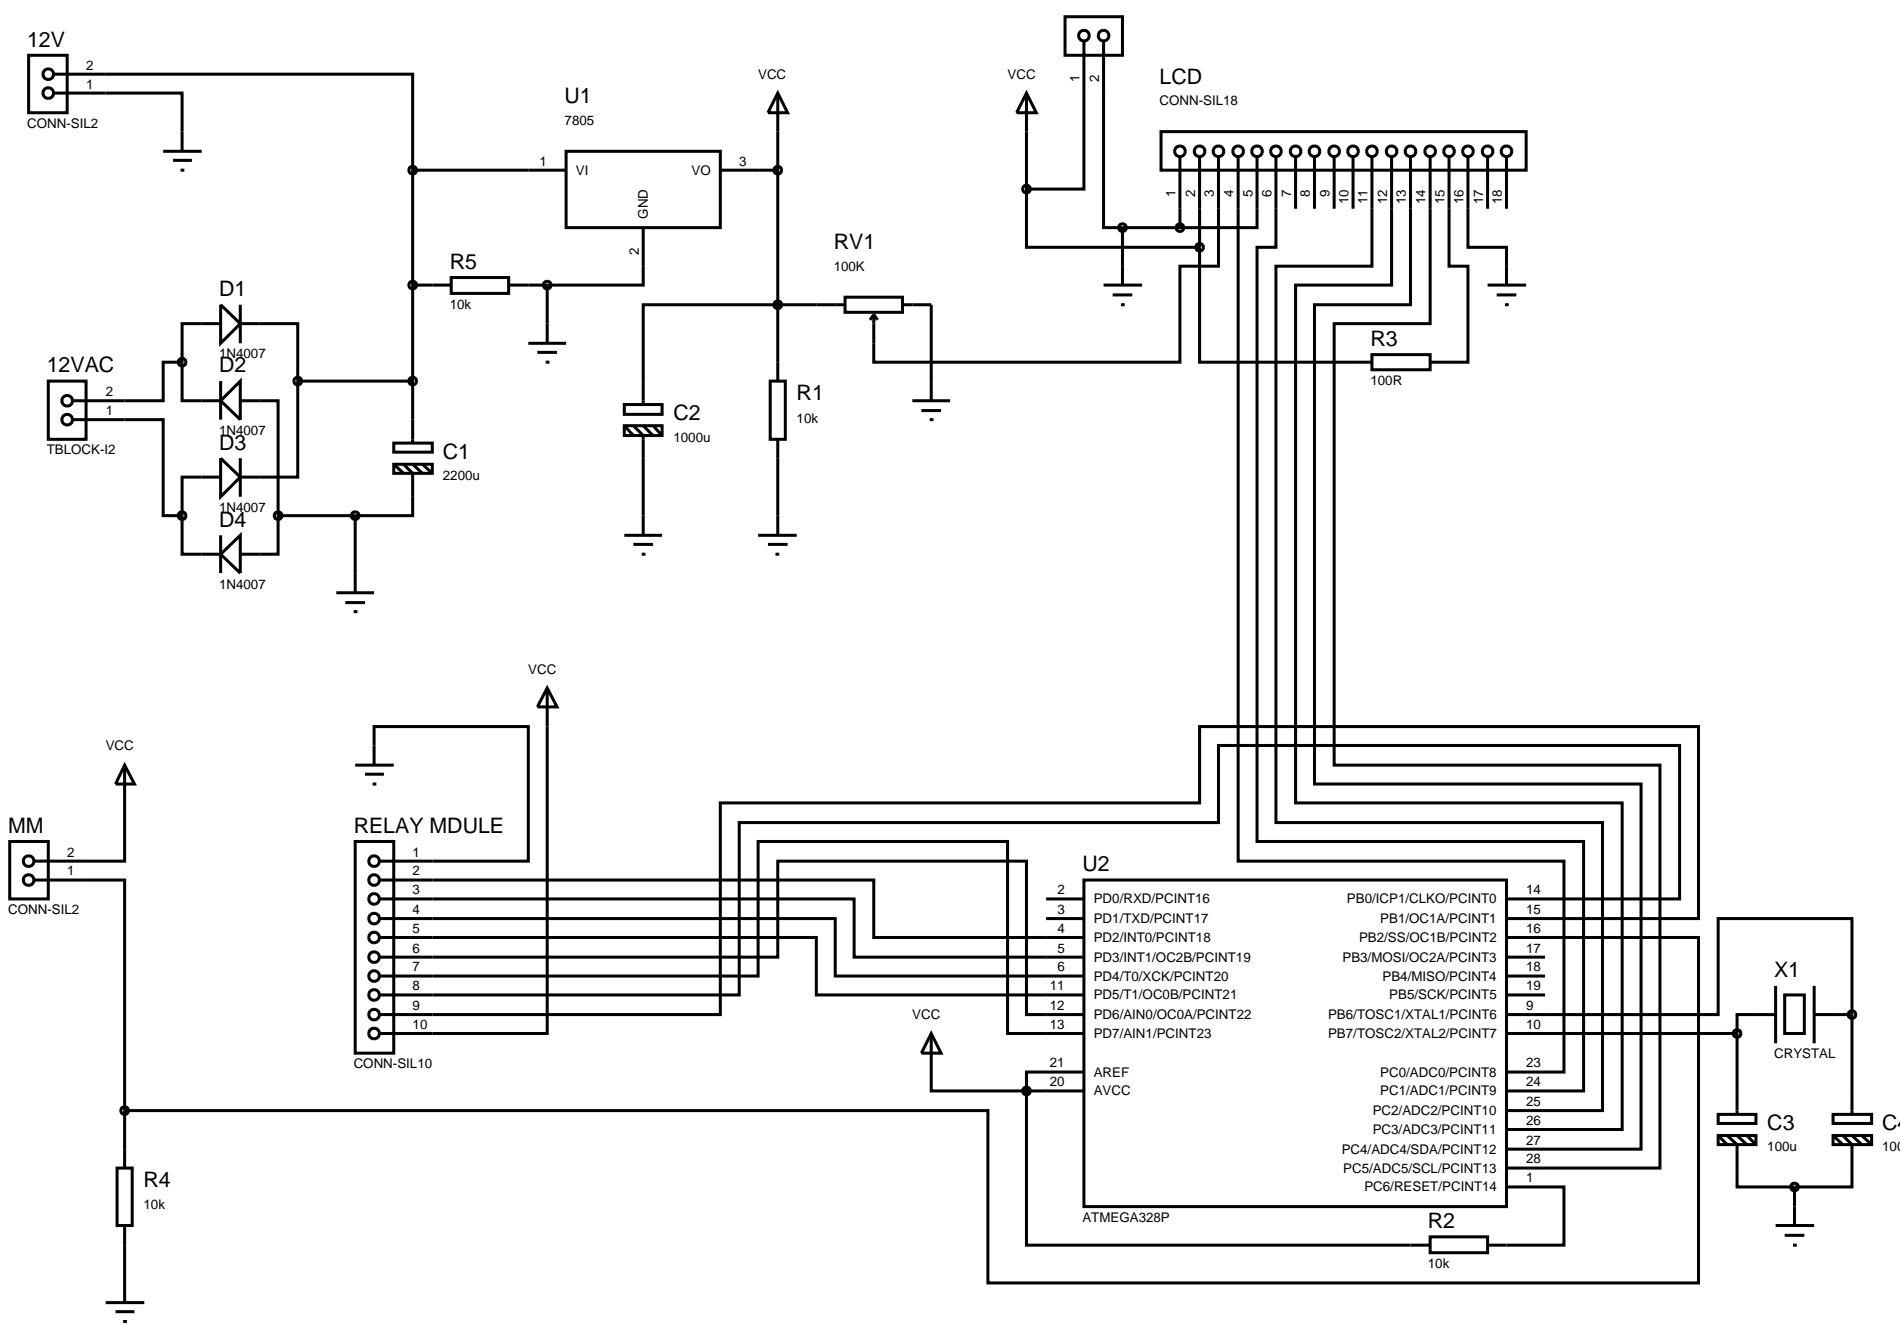 12V
2
1
CONN-SIL2
U1
7805
1
VI
VO
3
GND
2
VCC
VCC
1
2
LCD
CONN-SIL18
1
2
3
4
5
6
7
8
9
10
11
12
13
14
15
16
17
18
R5
10k
RV1
100K
D1
1N4007
D2
1N4007
D3
1N4007
D4
1N4007
12VAC
2
1
TBLOCK-I2
C1
2200u
C2
1000u
R1
10k
R3
100R
VCC
VCC
MM
2
1
CONN-SIL2
RELAY MDULE
1
2
3
4
5
6
7
8
9
10
CONN-SIL10
R4
10k
VCC
U2
2 PD0/RXD/PCINT16
3 PD1/TXD/PCINT17
4 PD2/INT0/PCINT18
5 PD3/INT1/OC2B/PCINT19
6 PD4/T0/XCK/PCINT20
11 PD5/T1/OC0B/PCINT21
12 PD6/AIN0/OC0A/PCINT22
13 PD7/AIN1/PCINT23
21 AREF
20 AVCC
PB0/ICP1/CLKO/PCINT0 14
PB1/OC1A/PCINT1 15
PB2/SS/OC1B/PCINT2 16
PB3/MOSI/OC2A/PCINT3 17
PB4/MISO/PCINT4 18
PB5/SCK/PCINT5 19
PB6/TOSC1/XTAL1/PCINT6 9
PB7/TOSC2/XTAL2/PCINT7 10
PC0/ADC0/PCINT8 23
PC1/ADC1/PCINT9 24
PC2/ADC2/PCINT10 25
PC3/ADC3/PCINT11 26
PC4/ADC4/SDA/PCINT12 27
PC5/ADC5/SCL/PCINT13 28
PC6/RESET/PCINT14 1
ATMEGA328P
R2
10k
X1
CRYSTAL
C3
100u